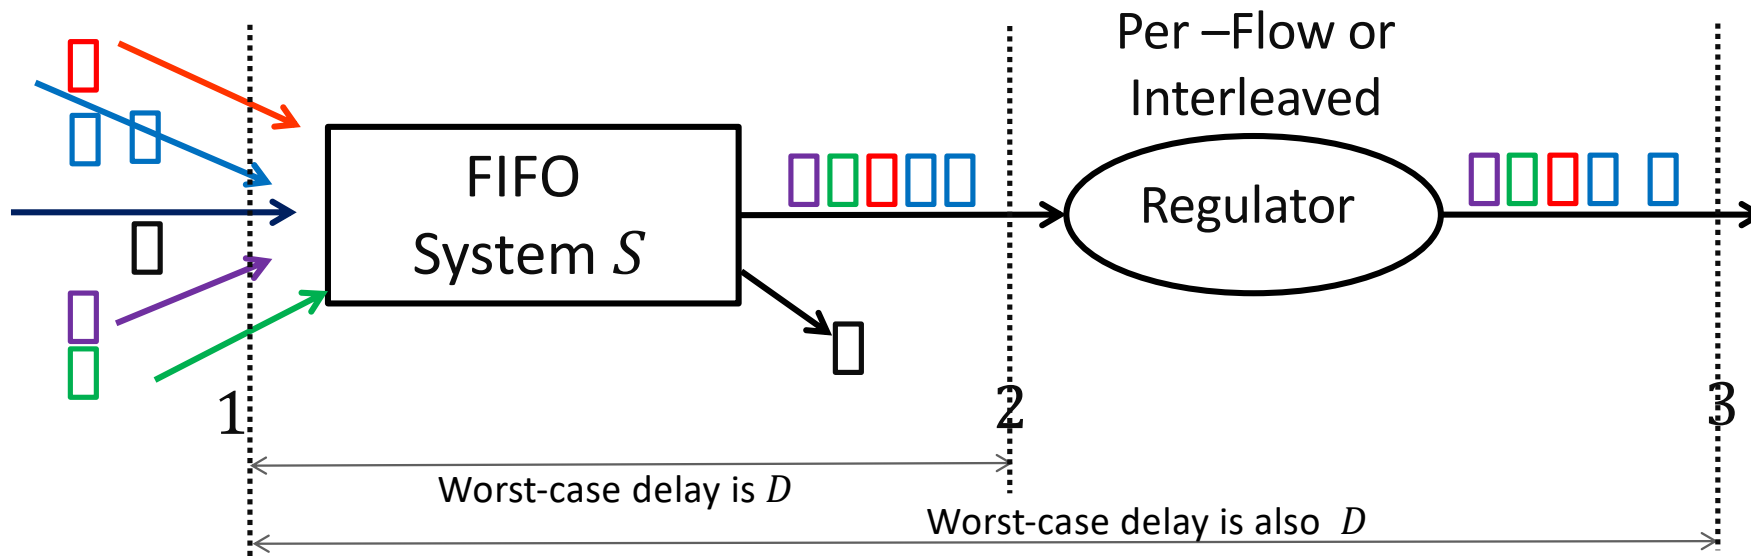 Per –Flow or
Interleaved
FIFO
System S
Regulator
1
2
3
Worst-case delay is D
Worst-case delay is also D